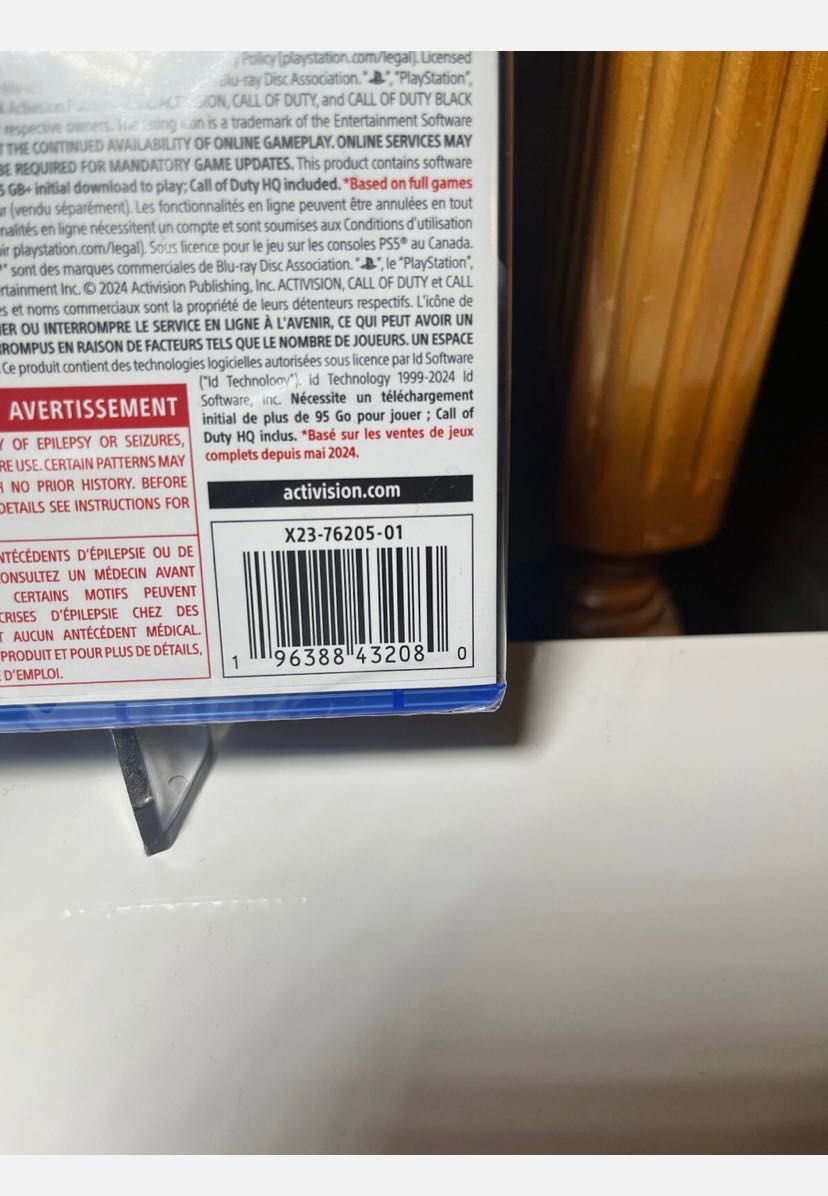 Policy (playstation.com/legal). Licensed
Blu-ray Disc Association. "PlayStation",
CALL OF DUTY, and CALL OF DUTY BLACK
respective owners. The rating icon is a trademark of the Entertainment Software
THE CONTINUED AVAILABILITY OF ONLINE GAMEPLAY. ONLINE SERVICES MAY
BE REQUIRED FOR MANDATORY GAME UPDATES. This product contains software
GB+ initial download to play; Call of Duty HQ included. *Based on full games
(vendu séparément). Les fonctionnalités en ligne peuvent être annulées en tout
en ligne nécessitent un compte et sont soumises aux Conditions d'utilisation
playstation.com/legal). Sous licence pour le jeu sur les consoles PS5® au Canada.
sont des marques commerciales de Blu-ray Disc Association. " ", le "PlayStation",
Inc. © 2024 Activision Publishing, Inc. ACTIVISION, CALL OF DUTY et CALL
et noms commerciaux sont la propriété de leurs détenteurs respectifs. L'icône de
OU INTERROMPRE LE SERVICE EN LIGNE À L'AVENIR, CE QUI PEUT AVOIR UN
EN RAISON DE FACTEURS TELS QUE LE NOMBRE DE JOUEURS. UN ESPACE
Ce produit contient des technologies logicielles autorisées sous licence par Id Software
("Id Technology"). Id Technology 1999-2024 Id
Software, Inc. Nécessite un téléchargement
initial de plus de 95 Go pour jouer ; Call of
Duty HQ inclus. *Basé sur les ventes de jeux
complets depuis mai 2024.
AVERTISSEMENT
OF EPILEPSY OR SEIZURES,
USE. CERTAIN PATTERNS MAY
NO PRIOR HISTORY. BEFORE
DETAILS SEE INSTRUCTIONS FOR
D'ÉPILEPSIE OU DE
UN MÉDECIN AVANT
CERTAINS MOTIFS PEUVENT
D'ÉPILEPSIE CHEZ DES
AUCUN ANTÉCÉDENT MÉDICAL.
PRODUIT ET POUR PLUS DE DÉTAILS,
D'EMPLOI.
activision.com
X23-76205-01
1 96388 43208 0